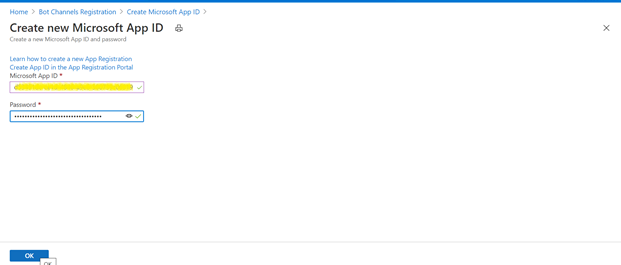 Home > Bot Channels Registration > Create Microsoft App ID >
Create new Microsoft App ID
Create a new Microsoft App ID and password
Learn how to create a new App Registration
Create App ID in the App Registration Portal
Microsoft App ID *
Password *
••••••••••••••••••••••••••••••••••
OK
OK